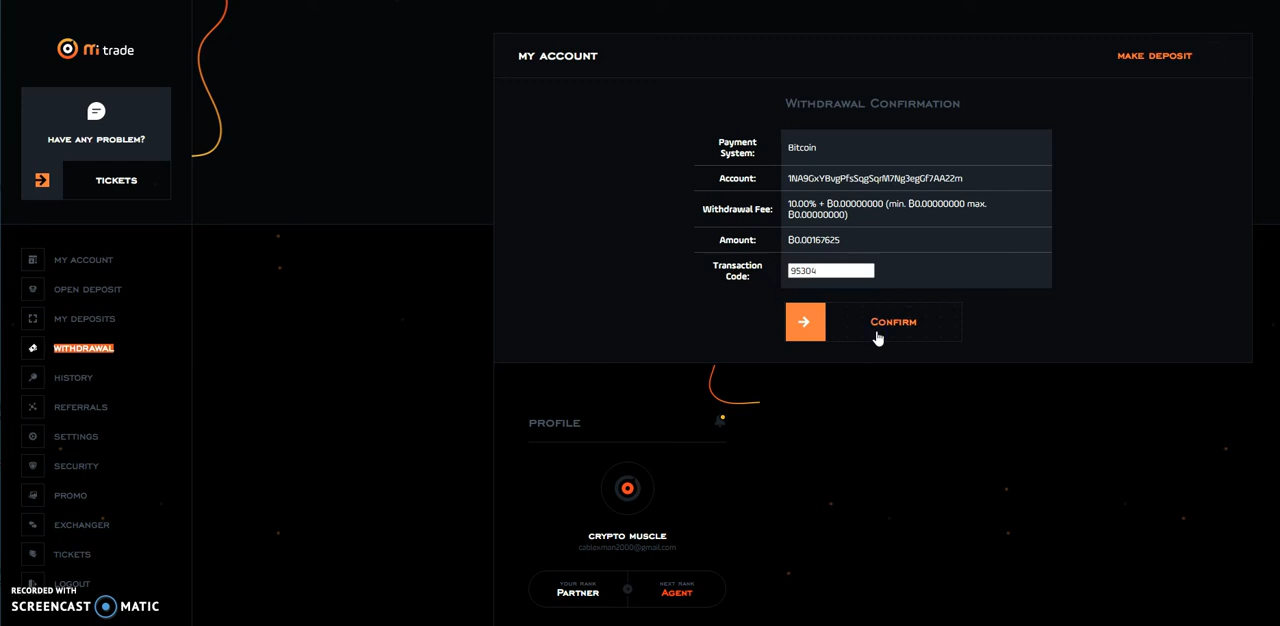 mi trade
HAVE ANY PROBLEM?
TICKETS
MY ACCOUNT
OPEN DEPOSIT
MY DEPOSITS
WITHDRAWAL
HISTORY
REFERRALS
SETTINGS
SECURITY
PROMO
EXCHANGER
TICKETS
LOGOUT
RECORDED WITH
SCREENCAST MATIC
MY ACCOUNT
MAKE DEPOSIT
WITHDRAWAL CONFIRMATION
Payment
System:
Bitcoin
Account:
1NA9GxYBvgPfsSqgSqrM7Ng3egGf7AA22m
Withdrawal Fee:
10.00% + Ƀ0.00000000 (min. Ƀ0.00000000 max.
Ƀ0.00000000)
Amount:
Ƀ0.00167625
Transaction
Code:
95304
CONFIRM
PROFILE
CRYPTO MUSCLE
cablexman2000@gmail.com
YOUR RANK
PARTNER
NEXT RANK
AGENT